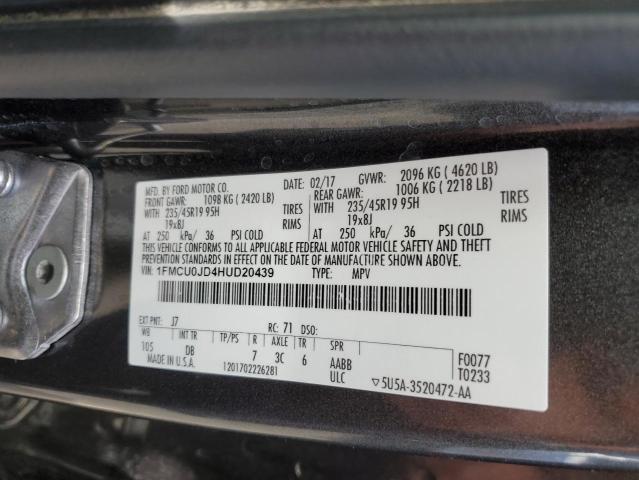 MFD. BY FORD MOTOR CO. DATE: 02/17 GVWR: 2096 KG ( 4620 LB)
FRONT GAWR: 1098 KG ( 2420 LB) REAR GAWR: 1006 KG ( 2218 LB)
WITH 235/45R19 95H TIRES WITH 235/45R19 95H TIRES
19x8J RIMS 19x8J RIMS
AT 250 kPa/ 36 PSI COLD AT 250 kPa/ 36 PSI COLD
THIS VEHICLE CONFORMS TO ALL APPLICABLE FEDERAL MOTOR VEHICLE SAFETY AND THEFT
PREVENTION STANDARDS IN EFFECT ON THE DATE OF MANUFACTURE SHOWN ABOVE.
VIN: 1FMCU0JD4HUD20439 TYPE: MPV
EXT PNT: J7 RC: 71 DSO:
WB INT TR TP/PS R AXLE TR SPR
105 DB 7 3C 6 AABB F0077
MADE IN U.S.A. 1201702226281 ULC T0233
▽5U5A-3520472-AA